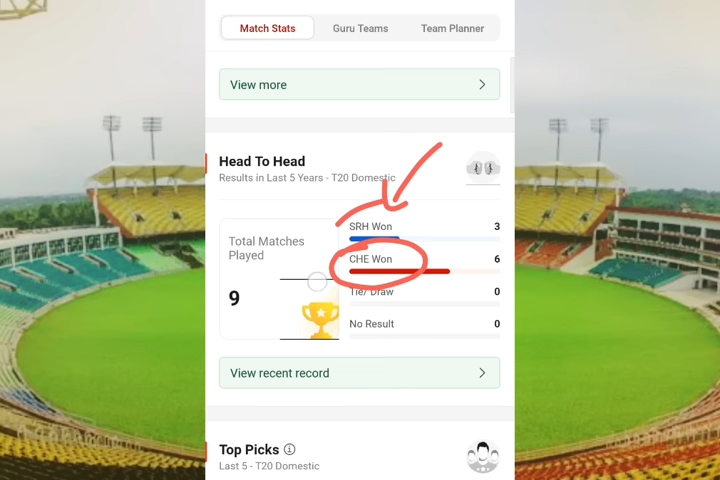 Match Stats
Guru Teams
Team Planner
View more
Head To Head
Results in Last 5 Years - T20 Domestic
Total Matches
Played
9
SRH Won 3
CHE Won 6
Tie/ Draw 0
No Result 0
View recent record
Top Picks
Last 5 - T20 Domestic